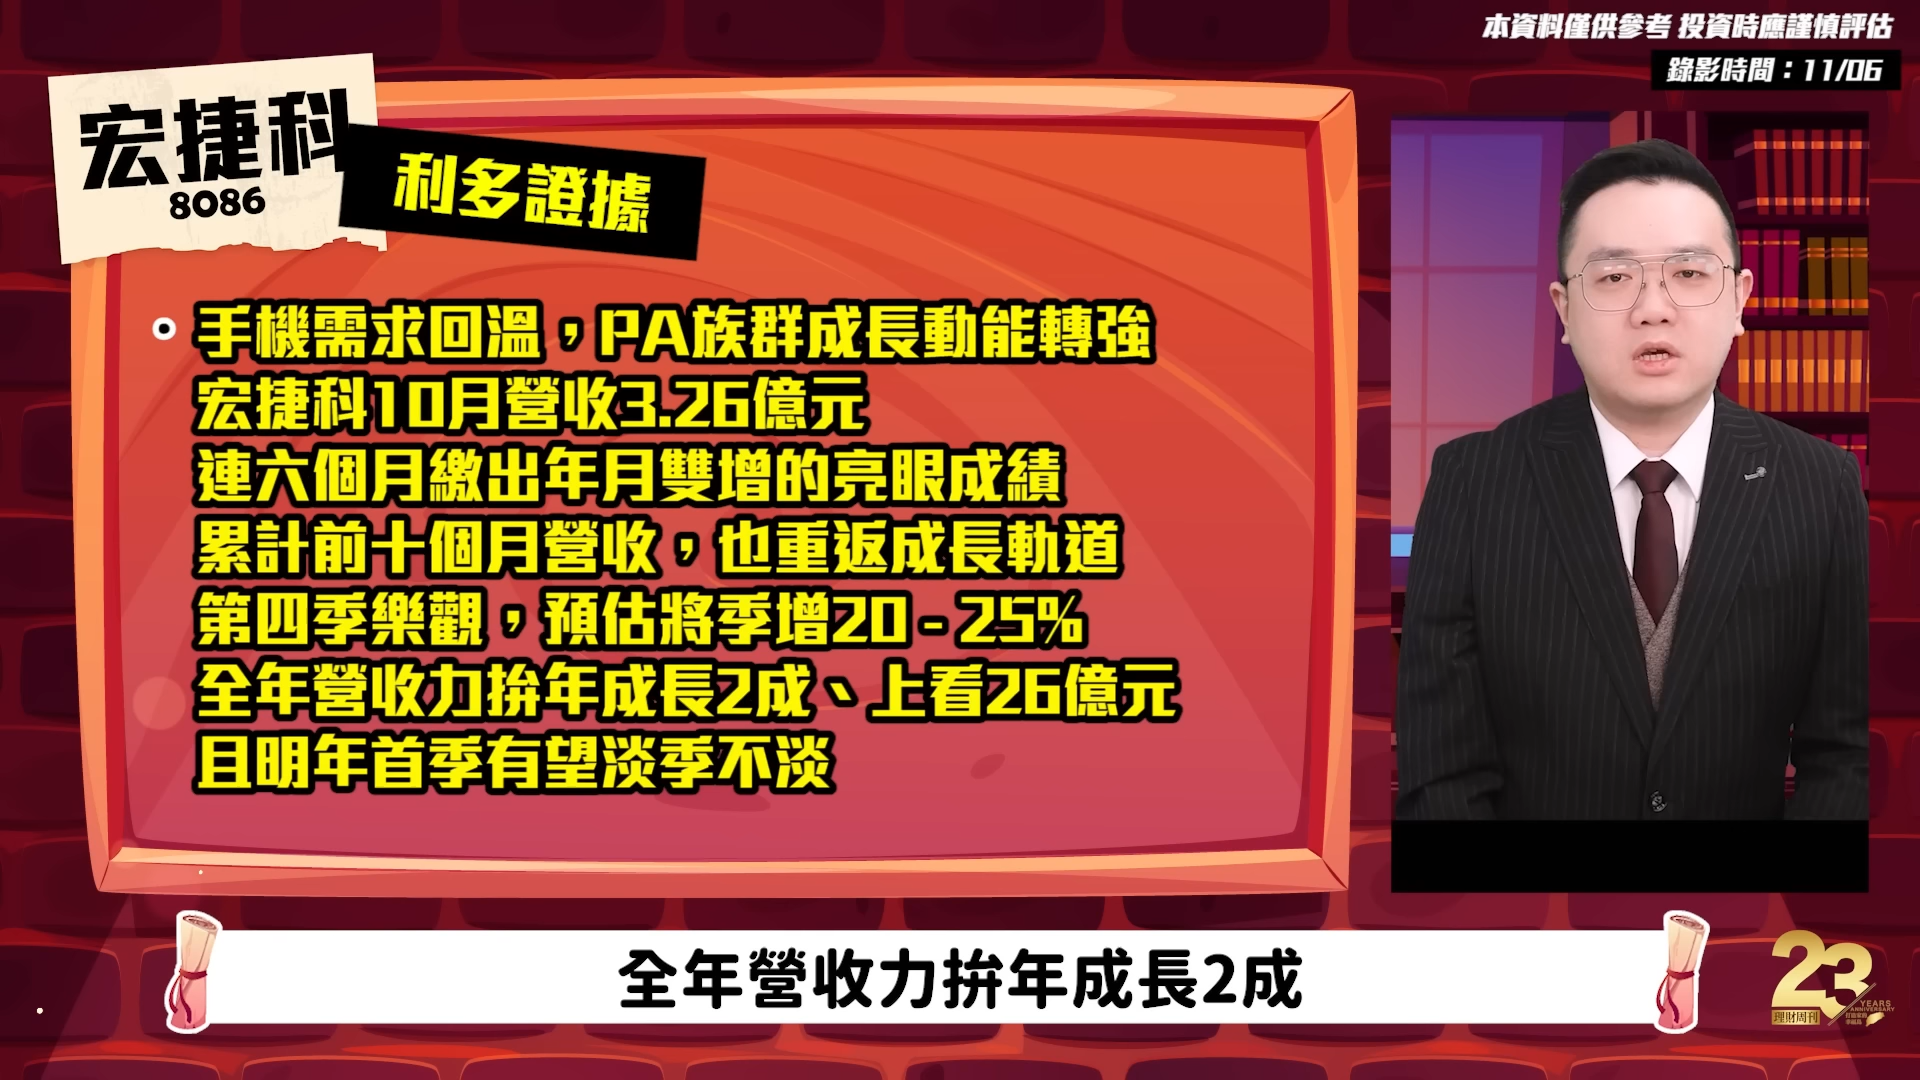 本資料僅供參考 投資時應謹慎評估
錄影時間：11/06
宏捷科
8086
利多證據
手機需求回溫，PA族群成長動能轉強
宏捷科10月營收3.26億元
連六個月繳出年月雙增的亮眼成績
累計前十個月營收，也重返成長軌道
第四季樂觀，預估將季增20-25%
全年營收力拚年成長2成、上看26億元
且明年首季有望淡季不淡
全年營收力拚年成長2成
23
YEARS
ANNIVERSARY
理財周刊